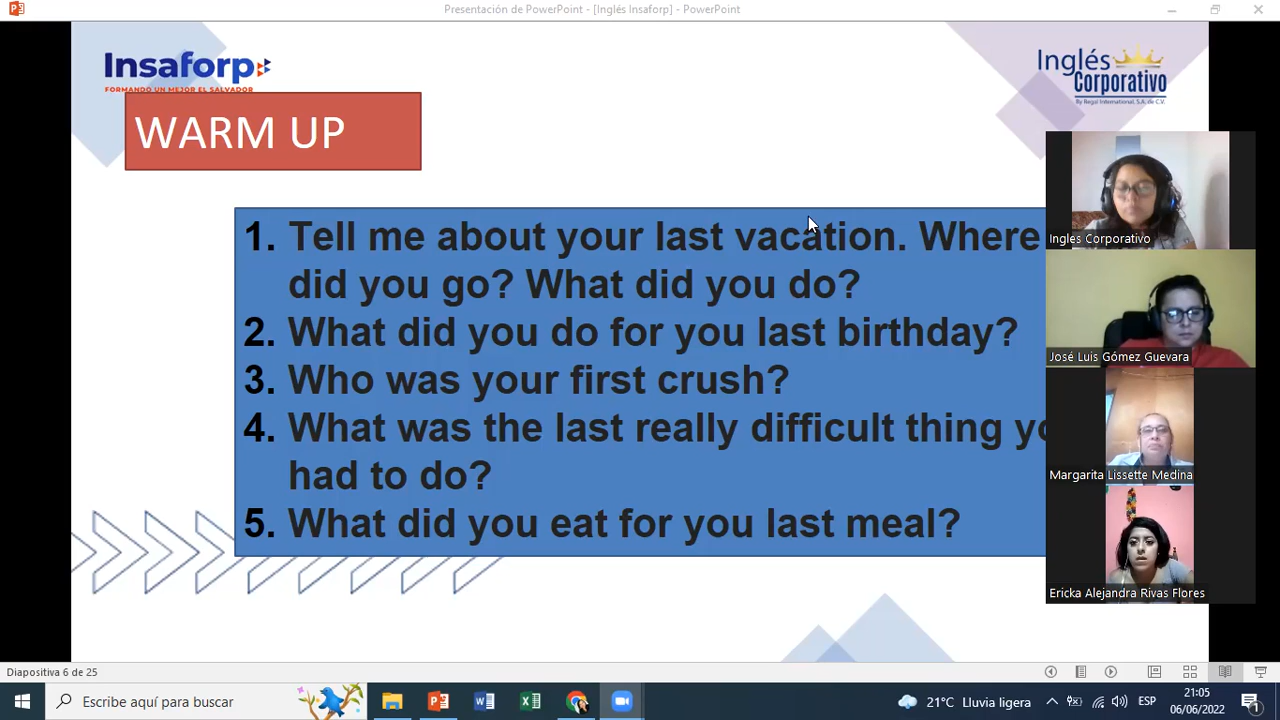 Presentación de PowerPoint - [Inglés Insaforp] - PowerPoint
Insaforp
FORMANDO UN MEJOR EL SALVADOR
Inglés
Corporativo
By Regal International, S.A. de C.V.
WARM UP
1. Tell me about your last vacation. Where
did you go? What did you do?
2. What did you do for you last birthday?
3. Who was your first crush?
4. What was the last really difficult thing yo
had to do?
5. What did you eat for you last meal?
Ingles Corporativo
José Luis Gómez Guevara
Margarita Lissette Medina
Ericka Alejandra Rivas Flores
Diapositiva 6 de 25
Escribe aquí para buscar
21°C Lluvia ligera
ESP
21:05
06/06/2022
1